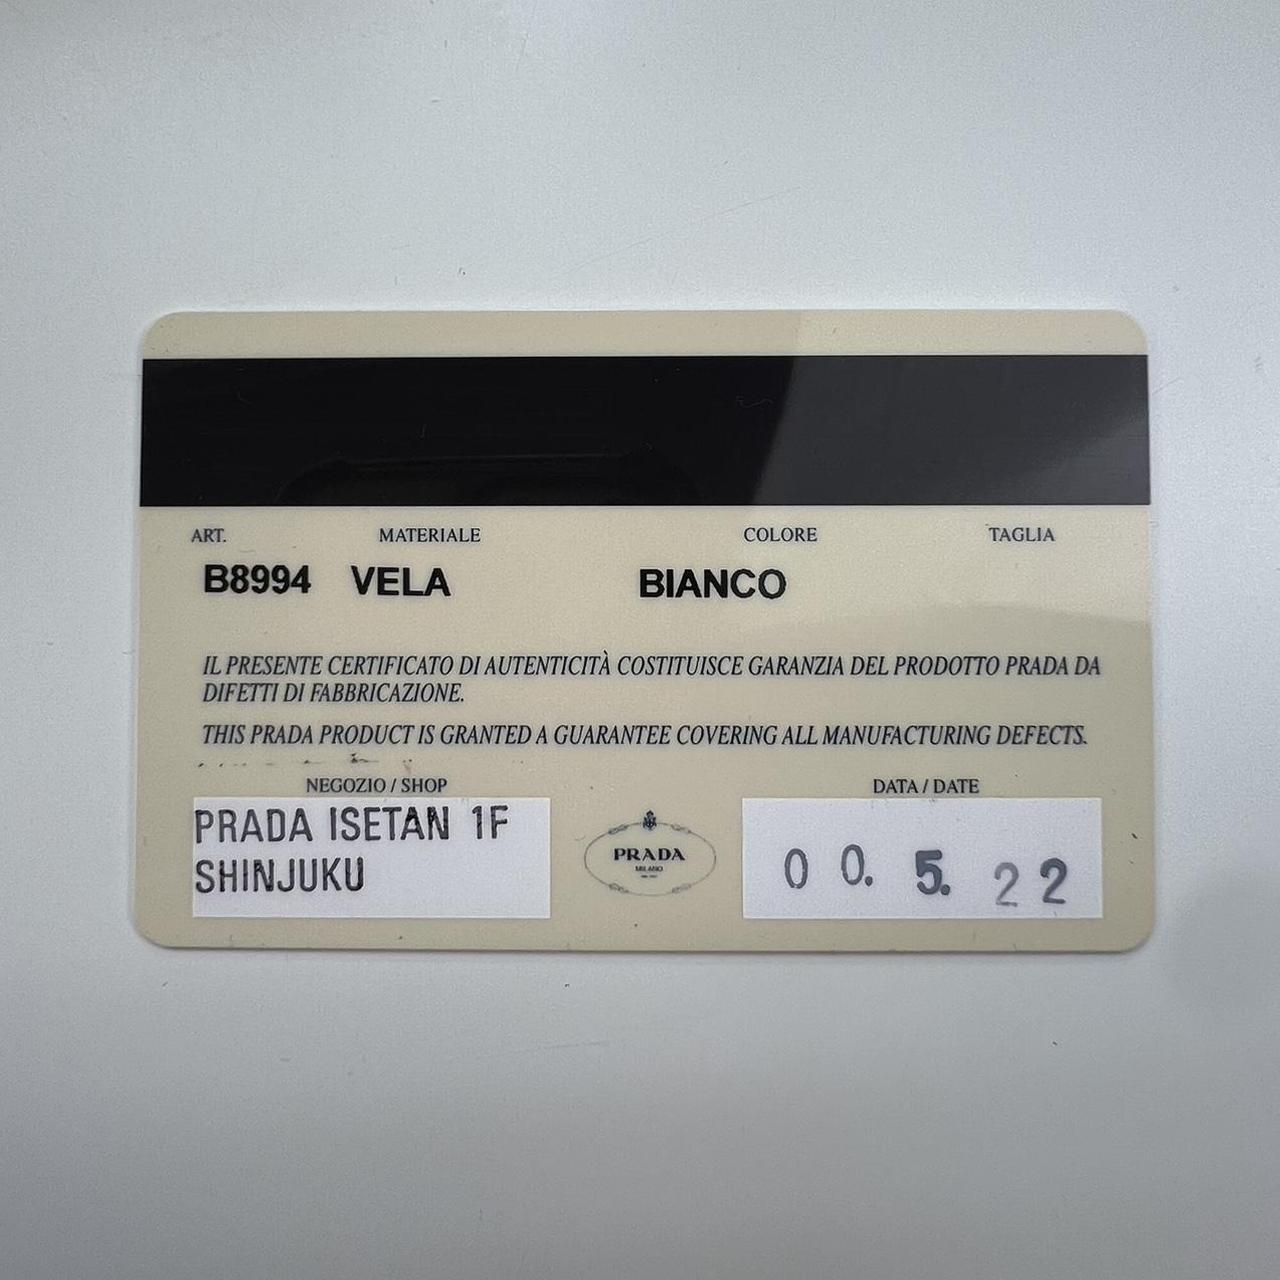 ART. MATERIALE COLORE TAGLIA
B8994 VELA BIANCO
IL PRESENTE CERTIFICATO DI AUTENTICITÀ COSTITUISCE GARANZIA DEL PRODOTTO PRADA DA
DIFETTI DI FABBRICAZIONE.
THIS PRADA PRODUCT IS GRANTED A GUARANTEE COVERING ALL MANUFACTURING DEFECTS.
NEGOZIO / SHOP
PRADA ISETAN 1F
SHINJUKU
PRADA
MILANO
DATA / DATE
00. 5. 22